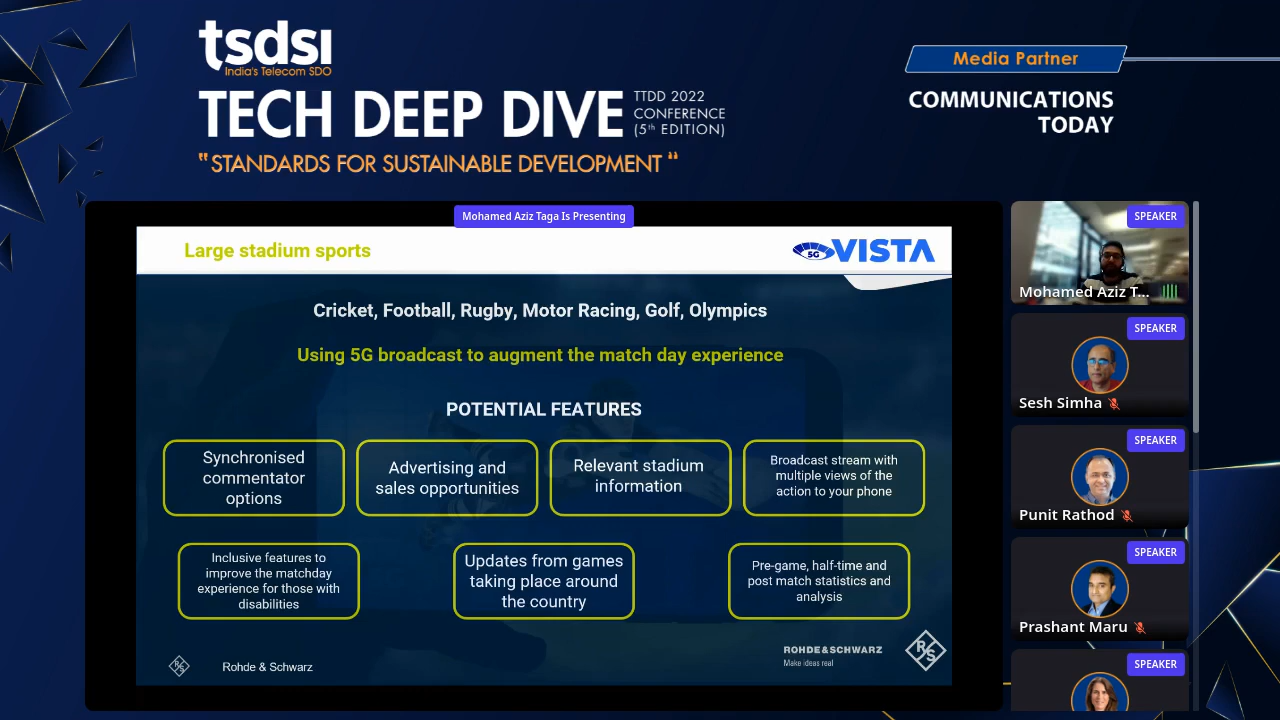 tsdsi
India's Telecom SDO
TECH DEEP DIVE
TTDD 2022
CONFERENCE
(5th EDITION)
"STANDARDS FOR SUSTAINABLE DEVELOPMENT"
Media Partner
COMMUNICATIONS
TODAY
Mohamed Aziz Taga Is Presenting
Large stadium sports
5G VISTA
Cricket, Football, Rugby, Motor Racing, Golf, Olympics
Using 5G broadcast to augment the match day experience
POTENTIAL FEATURES
Synchronised
commentator
options
Advertising and
sales opportunities
Relevant stadium
information
Broadcast stream with
multiple views of the
action to your phone
Inclusive features to
improve the matchday
experience for those with
disabilities
Updates from games
taking place around
the country
Pre-game, half-time and
post match statistics and
analysis
R S
Rohde & Schwarz
ROHDE&SCHWARZ
Make ideas real
R S
SPEAKER
Mohamed Aziz T...
SPEAKER
Sesh Simha
SPEAKER
Punit Rathod
SPEAKER
Prashant Maru
SPEAKER